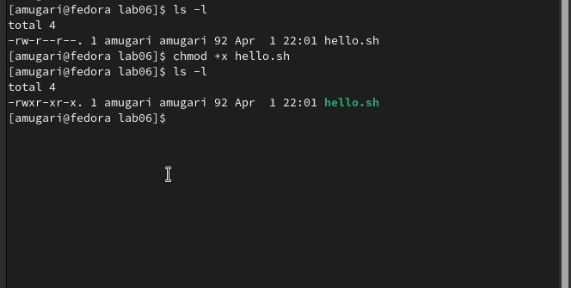 [amugari@fedora lab06]$ ls -l
total 4
-rw-r--r--. 1 amugari amugari 92 Apr  1 22:01 hello.sh
[amugari@fedora lab06]$ chmod +x hello.sh
[amugari@fedora lab06]$ ls -l
total 4
-rwxr-xr-x. 1 amugari amugari 92 Apr  1 22:01 hello.sh
[amugari@fedora lab06]$